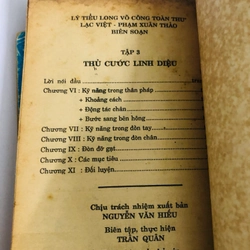 LÝ TIỂU LONG VÕ CÔNG TOÀN THƯ
LẠC VIỆT - PHẠM XUÂN THẢO
BIÊN SOẠN
TẬP 3
THỦ CƯỚC LINH DIỆU
Lời nói đầu
Chương VI : Kỹ năng trong thân pháp
+ Khoảng cách
+ Động tác chân
+ Bước sang bên hông
Chương VII : Kỹ năng trong đòn tay
Chương VIII : Kỹ năng trong đòn chân
Chương IX : Đòn đỡ gạt
Chương X : Các mục tiêu
Chương XI : Đối luyện
Chịu trách nhiệm xuất bản
NGUYỄN VĂN HIẾU
Biên tập, thực hiện
TRẦN QUÂN